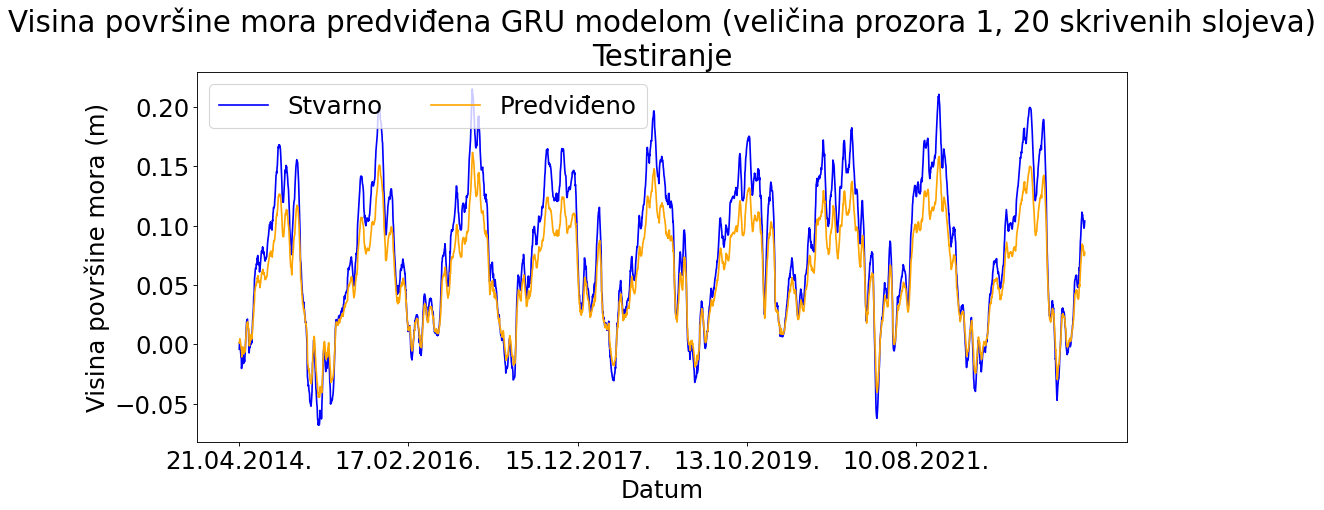 Visina površine mora predviđena GRU modelom (veličina prozora 1, 20 skrivenih slojeva)
Testiranje
Stvarno Predviđeno
Visina površine mora (m)
0.20
0.15
0.10
0.05
0.00
−0.05
21.04.2014. 17.02.2016. 15.12.2017. 13.10.2019. 10.08.2021.
Datum